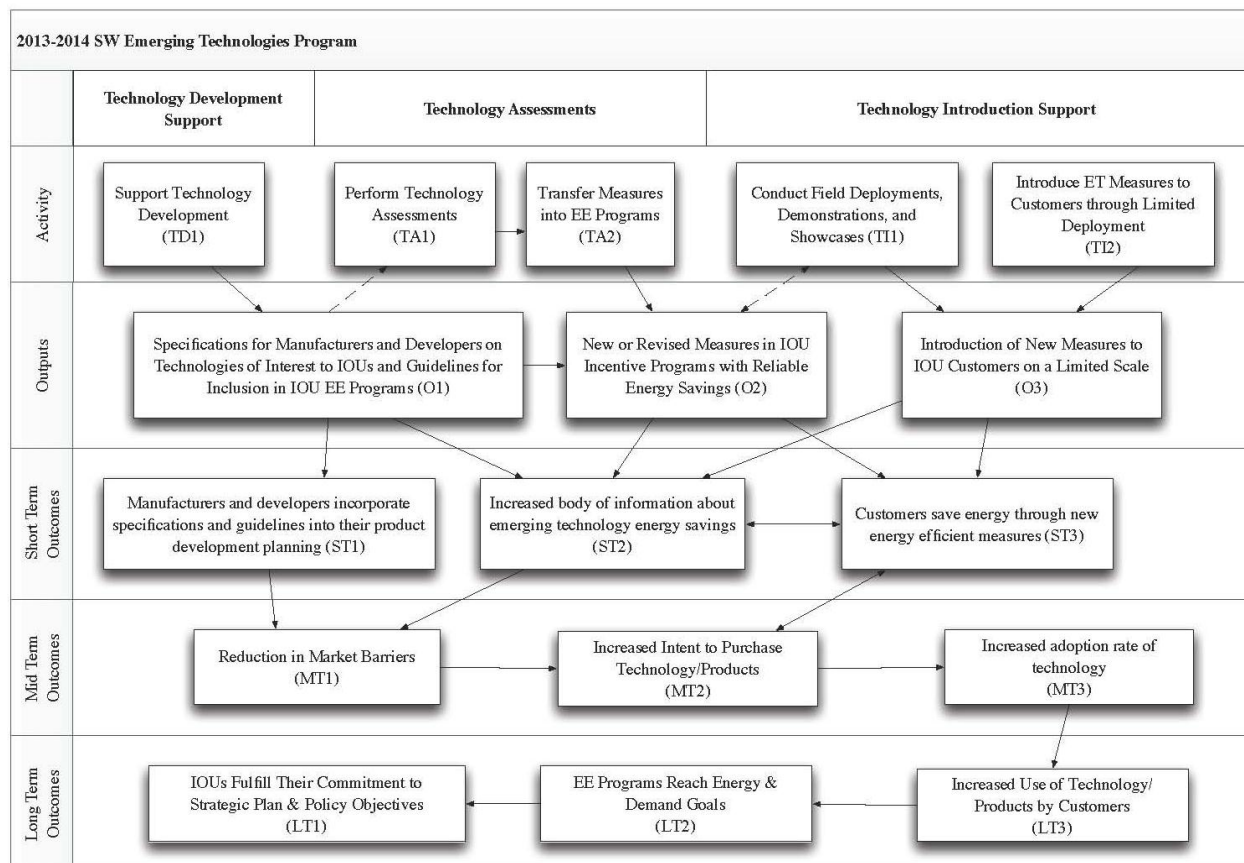 2013-2014 SW Emerging Technologies Program
Technology Development
Support
Technology Assessments
Technology Introduction Support
Activity
Support Technology
Development
(TD1)
Perform Technology
Assessments
(TA1)
Transfer Measures
into EE Programs
(TA2)
Conduct Field Deployments,
Demonstrations, and
Showcases (TI1)
Introduce ET Measures to
Customers through Limited
Deployment
(TI2)
Outputs
Specifications for Manufacturers and Developers on
Technologies of Interest to IOUs and Guidelines for
Inclusion in IOU EE Programs (O1)
New or Revised Measures in IOU
Incentive Programs with Reliable
Energy Savings (O2)
Introduction of New Measures to
IOU Customers on a Limited Scale
(O3)
Short Term
Outcomes
Manufacturers and developers incorporate
specifications and guidelines into their product
development planning (ST1)
Increased body of information about
emerging technology energy savings
(ST2)
Customers save energy through new
energy efficient measures (ST3)
Mid Term
Outcomes
Reduction in Market Barriers
(MT1)
Increased Intent to Purchase
Technology/Products
(MT2)
Increased adoption rate of
technology
(MT3)
Long Term
Outcomes
IOUs Fulfill Their Commitment to
Strategic Plan & Policy Objectives
(LT1)
EE Programs Reach Energy &
Demand Goals
(LT2)
Increased Use of Technology/
Products by Customers
(LT3)